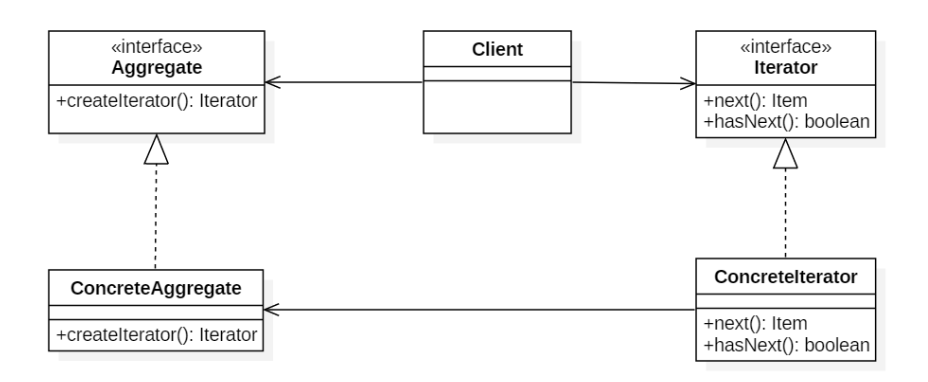 «interface»
Aggregate
+createIterator(): Iterator
Client
«interface»
Iterator
+next(): Item
+hasNext(): boolean
ConcreteAggregate
+createIterator(): Iterator
ConcreteIterator
+next(): Item
+hasNext(): boolean